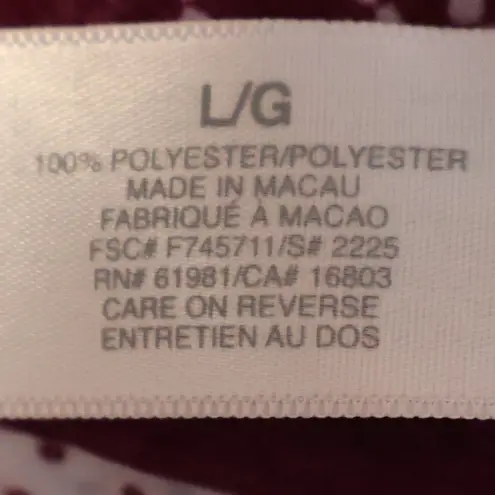 L/G
100% POLYESTER/POLYESTER
MADE IN MACAU
FABRIQUÉ À MACAO
FSC# F745711/S# 2225
RN# 61981/CA# 16803
CARE ON REVERSE
ENTRETIEN AU DOS